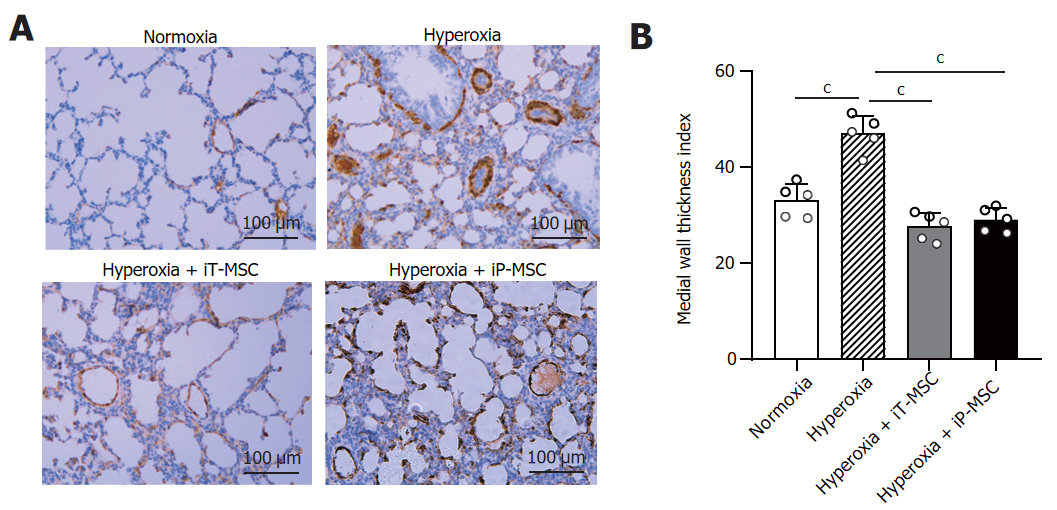 A
Normoxia
Hyperoxia
100 µm
100 µm
Hyperoxia + iT-MSC
Hyperoxia + iP-MSC
100 µm
100 µm
B
Medial wall thickness index
60
40
20
0
c
c
c
Normoxia
Hyperoxia
Hyperoxia + iT-MSC
Hyperoxia + iP-MSC